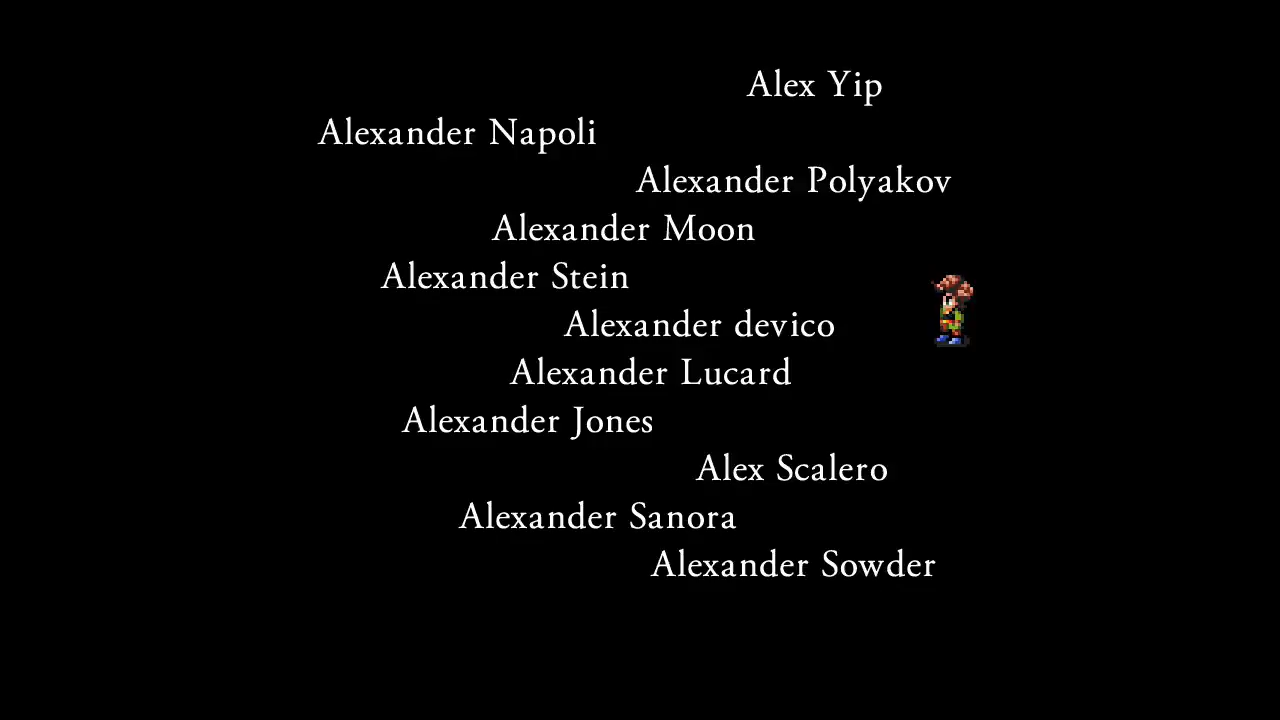 Alex Yip
Alexander Napoli
Alexander Polyakov
Alexander Moon
Alexander Stein
Alexander devico
Alexander Lucard
Alexander Jones
Alex Scalero
Alexander Sanora
Alexander Sowder